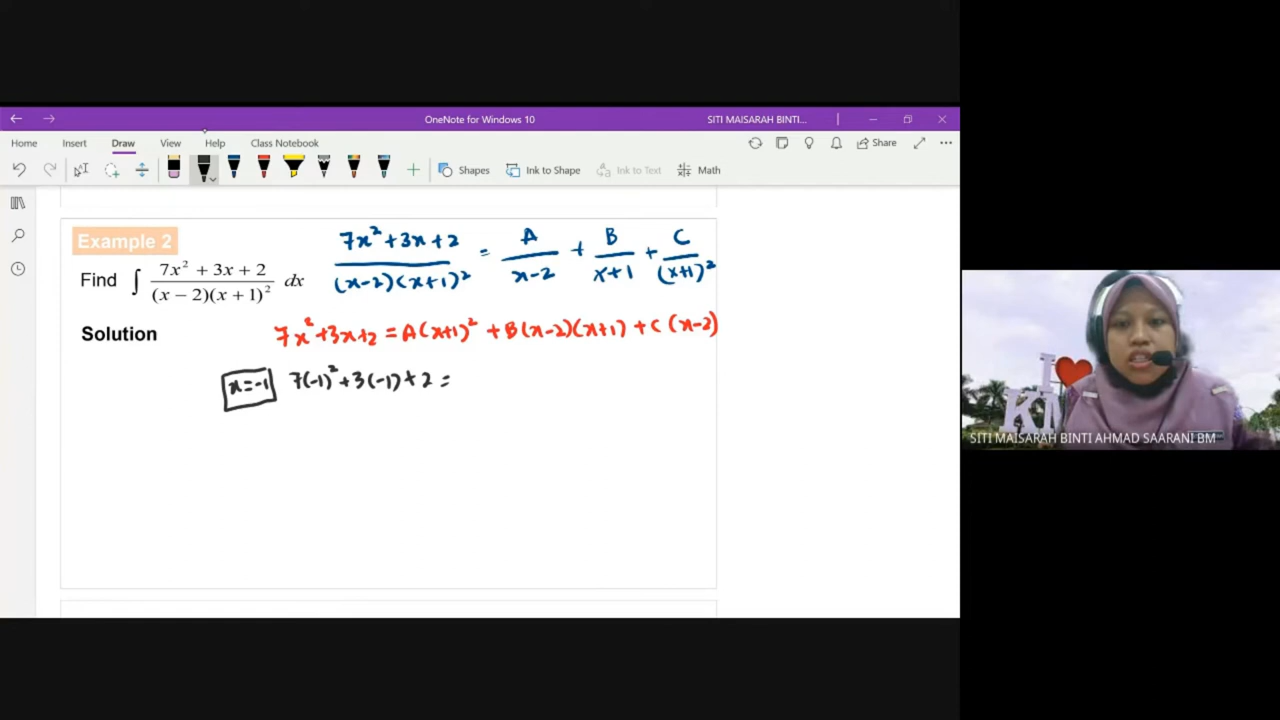 OneNote for Windows 10
SITI MAISARAH BINTI...
Home Insert Draw View Help Class Notebook
Share
Shapes Ink to Shape Ink to Text Math
Example 2
Find ∫ (7x² + 3x + 2)/((x − 2)(x + 1)²) dx
(7x² + 3x + 2)/((x−2)(x+1)²) = A/(x−2) + B/(x+1) + C/(x+1)²
Solution
7x² + 3x + 2 = A(x+1)² + B(x−2)(x+1) + C(x−2)
x = −1 7(−1)² + 3(−1) + 2 =
I
KM
SITI MAISARAH BINTI AHMAD SAARANI BM